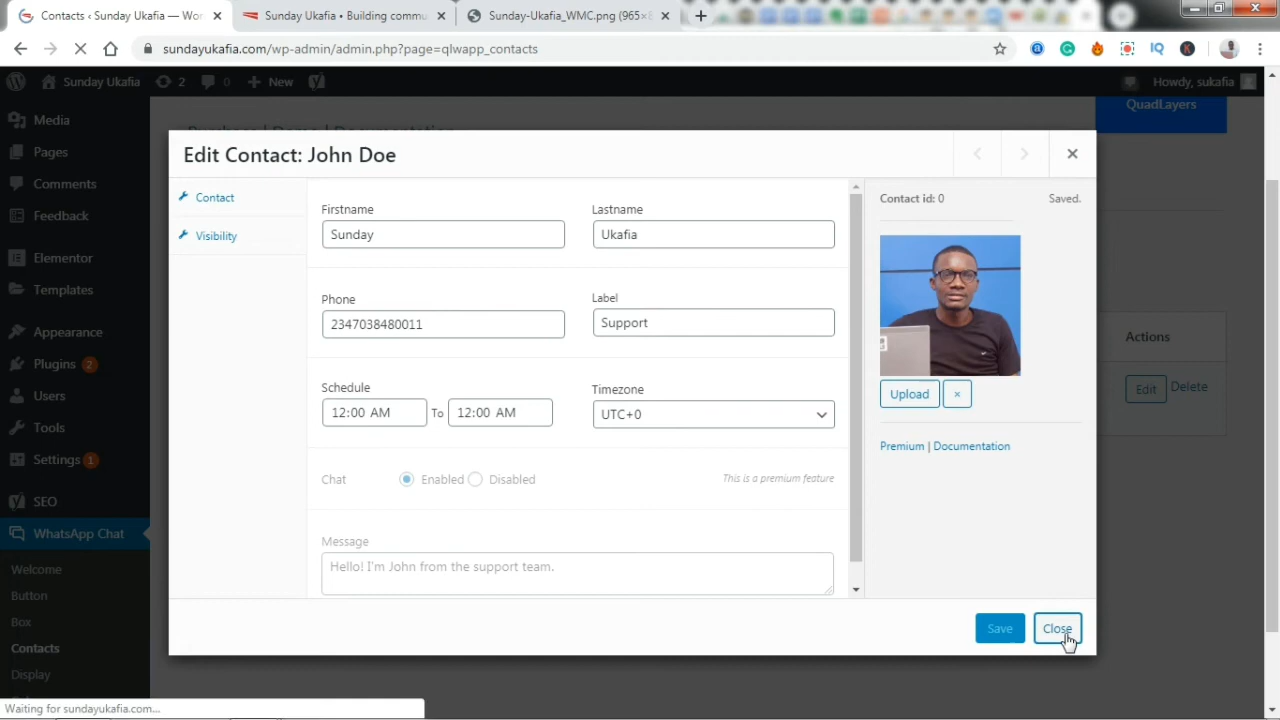 Contacts ‹ Sunday Ukafia — Wor
Sunday Ukafia • Building commu
Sunday-Ukafia_WMC.png (965×8
sundayukafia.com/wp-admin/admin.php?page=qlwapp_contacts
Sunday Ukafia
2
0
New
Howdy, sukafia
Media
Pages
Comments
Feedback
Elementor
Templates
Appearance
Plugins 2
Users
Tools
Settings 1
SEO
WhatsApp Chat
Welcome
Button
Box
Contacts
Display
Purchase | Demo | Documentation
QuadLayers
Edit Contact: John Doe
Contact
Visibility
Firstname
Lastname
Sunday
Ukafia
Phone
Label
2347038480011
Support
Schedule
Timezone
12:00 AM To 12:00 AM
UTC+0
Chat
Enabled
Disabled
This is a premium feature
Message
Hello! I'm John from the support team.
Contact id: 0
Saved.
Upload
×
Premium | Documentation
Save
Close
Actions
Edit
Delete
Waiting for sundayukafia.com...